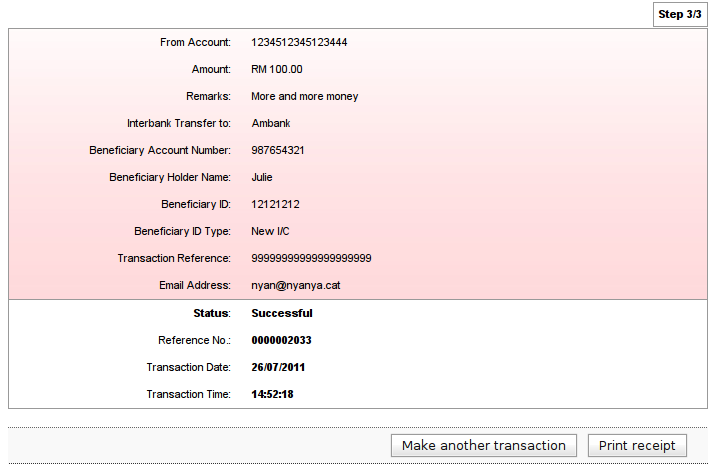 Step 3/3
From Account: 1234512345123444
Amount: RM 100.00
Remarks: More and more money
Interbank Transfer to: Ambank
Beneficiary Account Number: 987654321
Beneficiary Holder Name: Julie
Beneficiary ID: 12121212
Beneficiary ID Type: New I/C
Transaction Reference: 99999999999999999999
Email Address: nyan@nyanya.cat
Status: Successful
Reference No.: 0000002033
Transaction Date: 26/07/2011
Transaction Time: 14:52:18
Make another transaction Print receipt